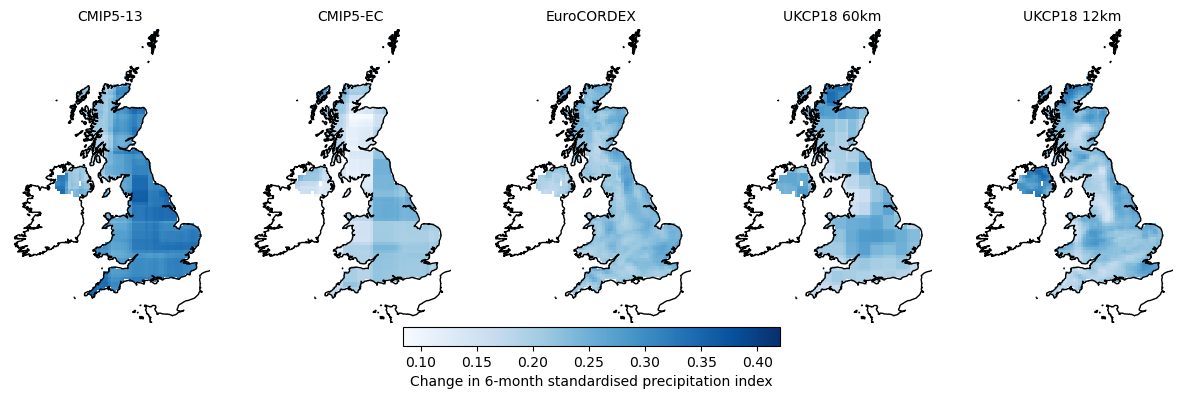 CMIP5-13 CMIP5-EC EuroCORDEX UKCP18 60km UKCP18 12km
0.10 0.15 0.20 0.25 0.30 0.35 0.40
Change in 6-month standardised precipitation index